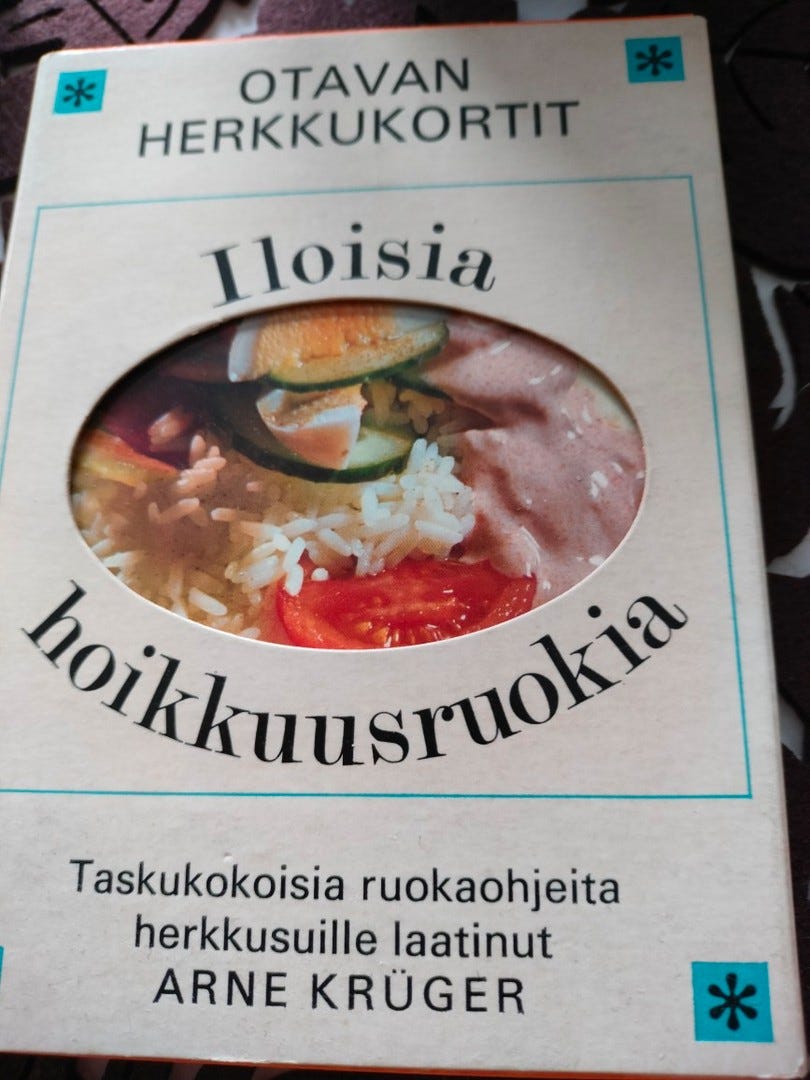 OTAVAN
HERKKUKORTIT
Iloisia
hoikkuusruokia
Taskukokoisia ruokaohjeita
herkkusuille laatinut
ARNE KRÜGER